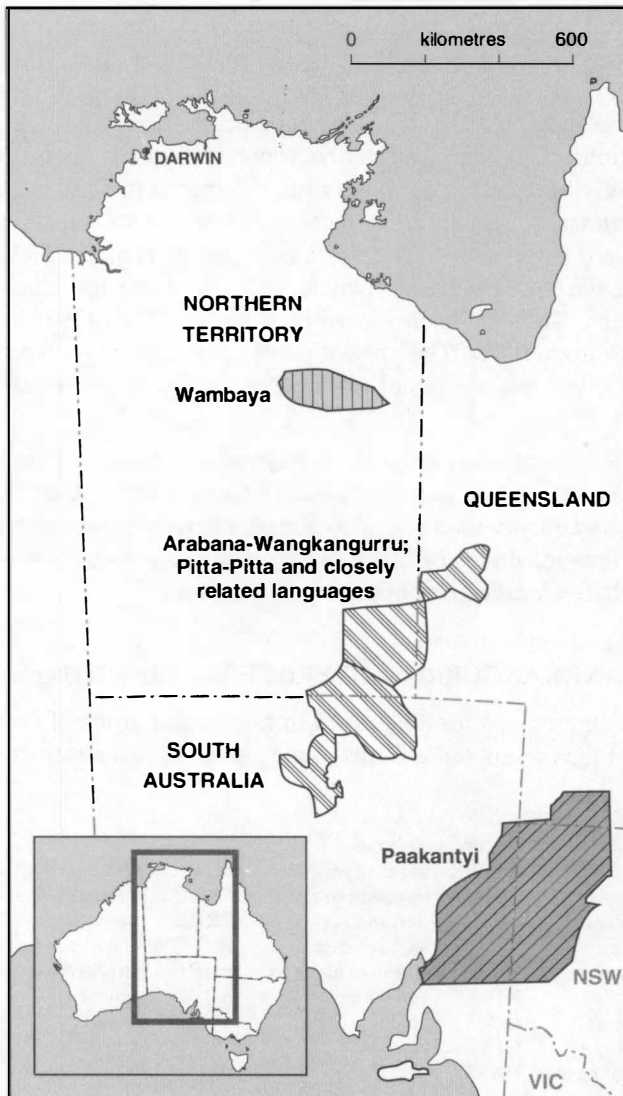 0 kilometres 600
DARWIN
NORTHERN
TERRITORY
Wambaya
QUEENSLAND
Arabana-Wangkangurru;
Pitta-Pitta and closely
related languages
SOUTH
AUSTRALIA
Paakantyi
NSW
VIC